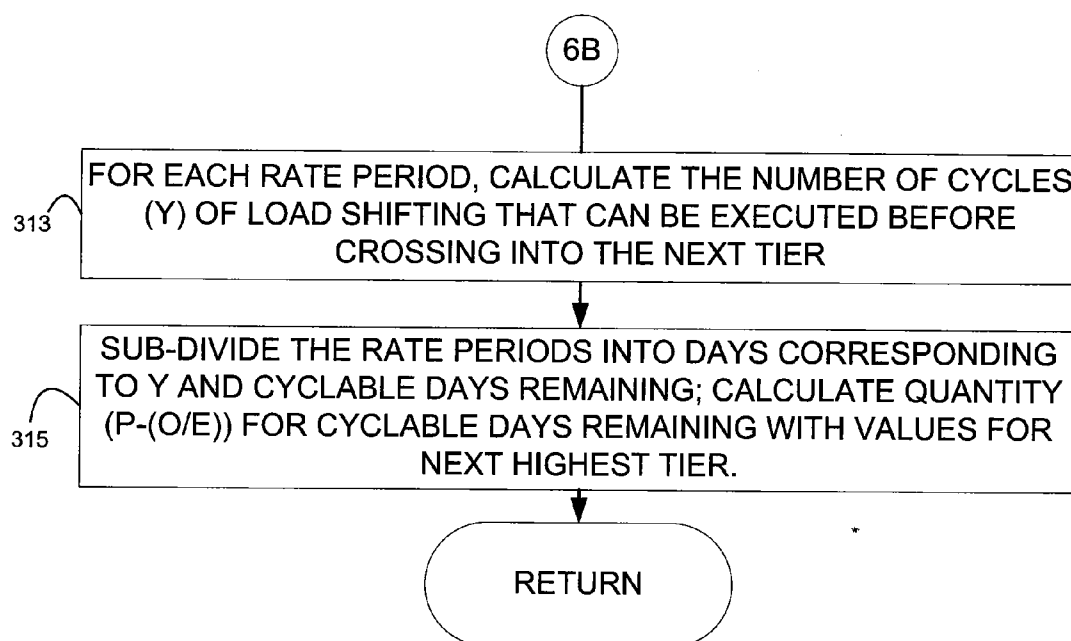 6B
FOR EACH RATE PERIOD, CALCULATE THE NUMBER OF CYCLES
(Y) OF LOAD SHIFTING THAT CAN BE EXECUTED BEFORE
CROSSING INTO THE NEXT TIER
313
SUB-DIVIDE THE RATE PERIODS INTO DAYS CORRESPONDING
TO Y AND CYCLABLE DAYS REMAINING; CALCULATE QUANTITY
(P-(O/E)) FOR CYCLABLE DAYS REMAINING WITH VALUES FOR
NEXT HIGHEST TIER.
315
RETURN